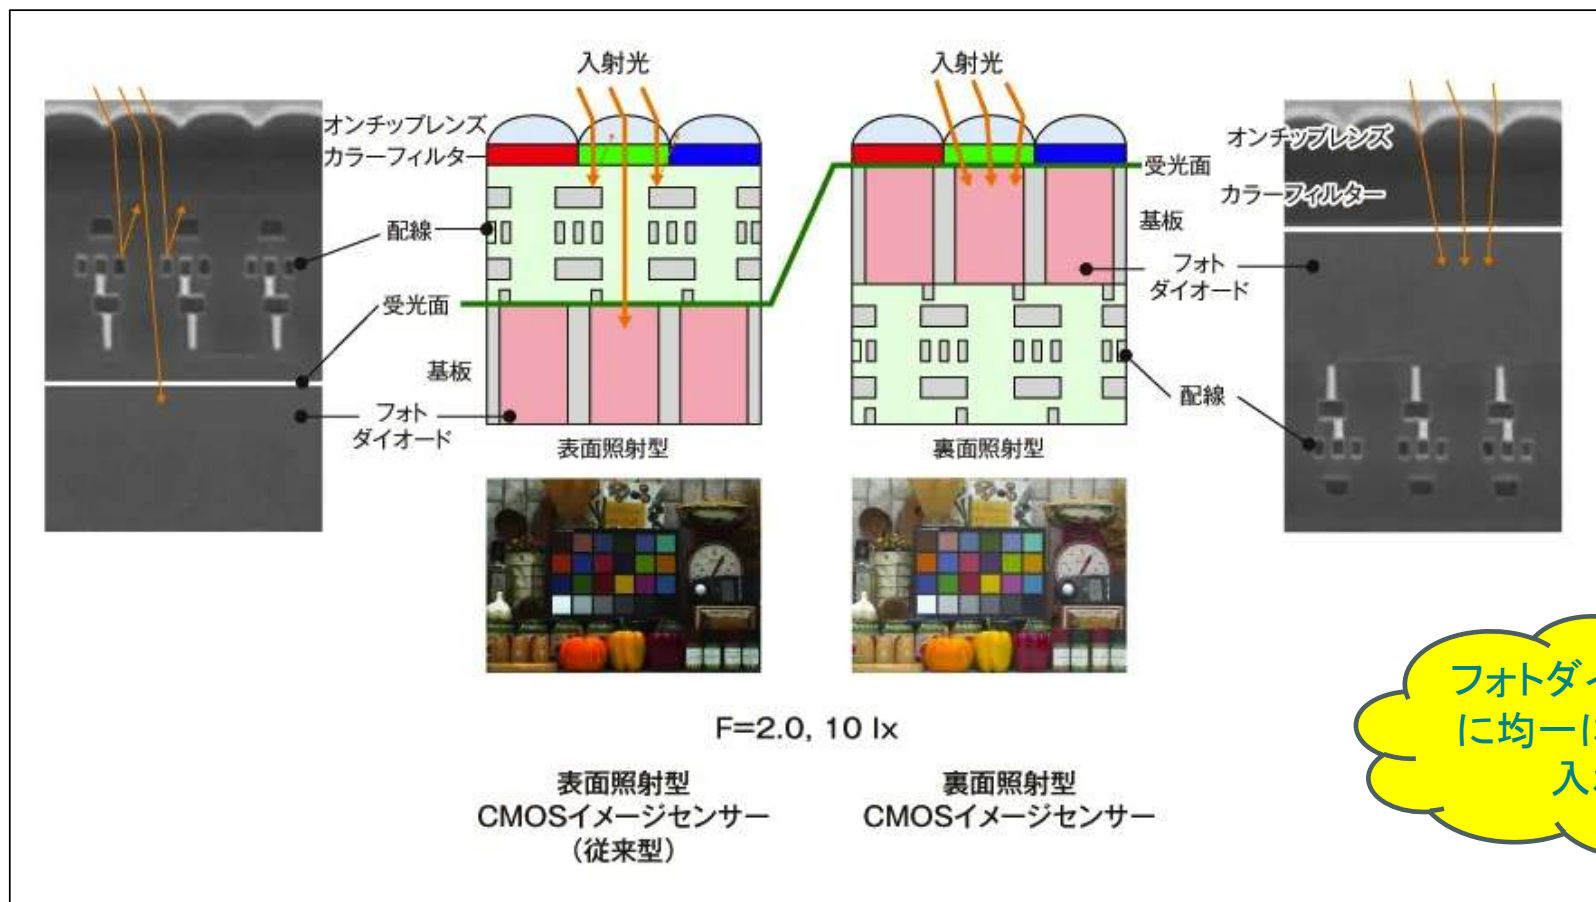 入射光
入射光
オンチップレンズ
カラーフィルター
配線
受光面
基板
フォト
ダイオード
表面照射型
受光面
基板
フォト
ダイオード
配線
裏面照射型
オンチップレンズ
カラーフィルター
F=2.0, 10 lx
表面照射型
CMOSイメージセンサー
(従来型)
裏面照射型
CMOSイメージセンサー
フォトダイ
に均一に
入